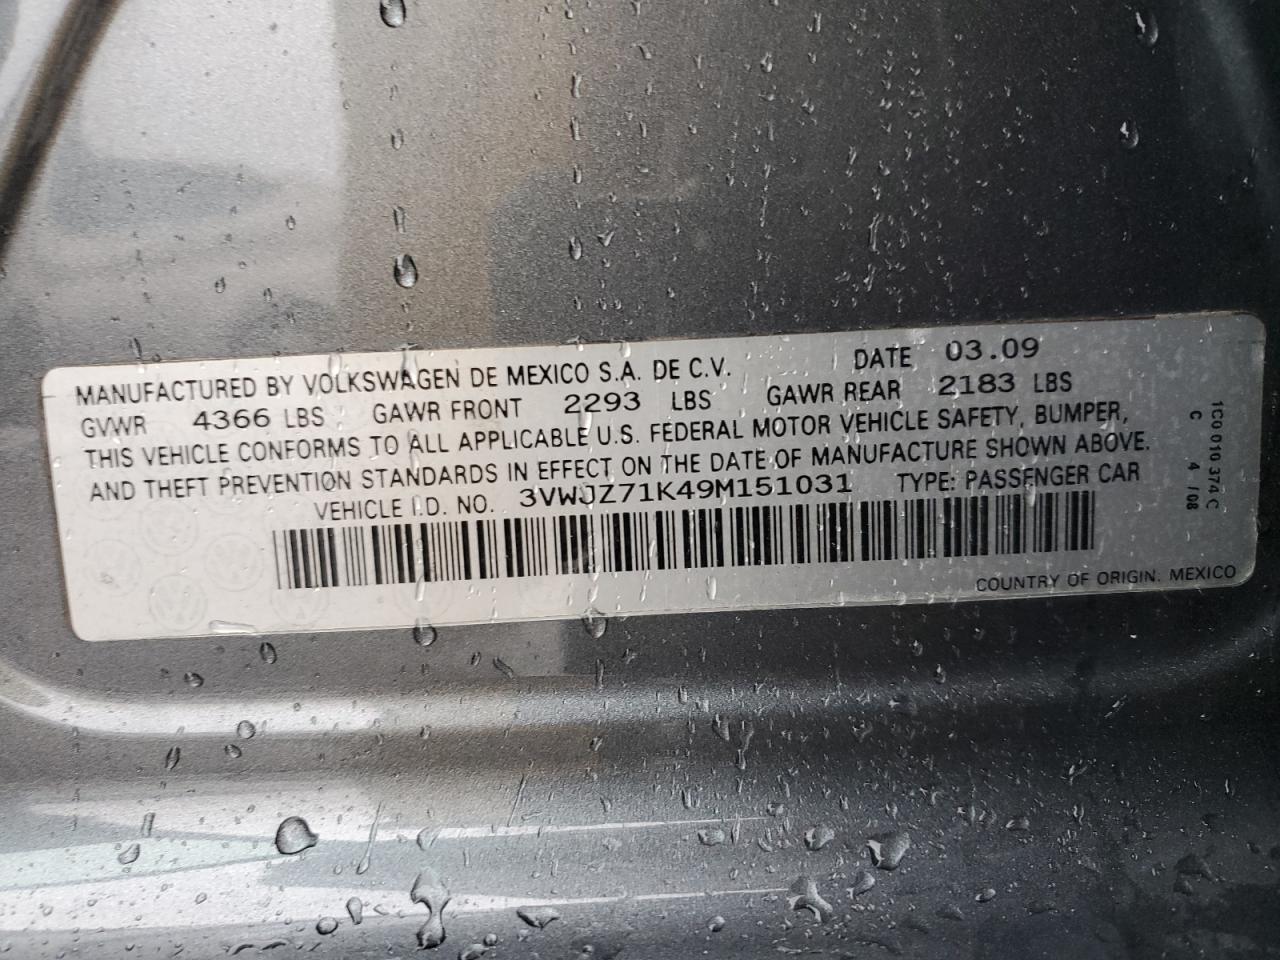 MANUFACTURED BY VOLKSWAGEN DE MEXICO S.A. DE C.V. DATE 03.09
GVWR 4366 LBS GAWR FRONT 2293 LBS GAWR REAR 2183 LBS
THIS VEHICLE CONFORMS TO ALL APPLICABLE U.S. FEDERAL MOTOR VEHICLE SAFETY, BUMPER,
AND THEFT PREVENTION STANDARDS IN EFFECT ON THE DATE OF MANUFACTURE SHOWN ABOVE.
VEHICLE I.D. NO. 3VWJZ71K49M151031 TYPE: PASSENGER CAR
COUNTRY OF ORIGIN: MEXICO
1C0 010 374 C
C 4 /08